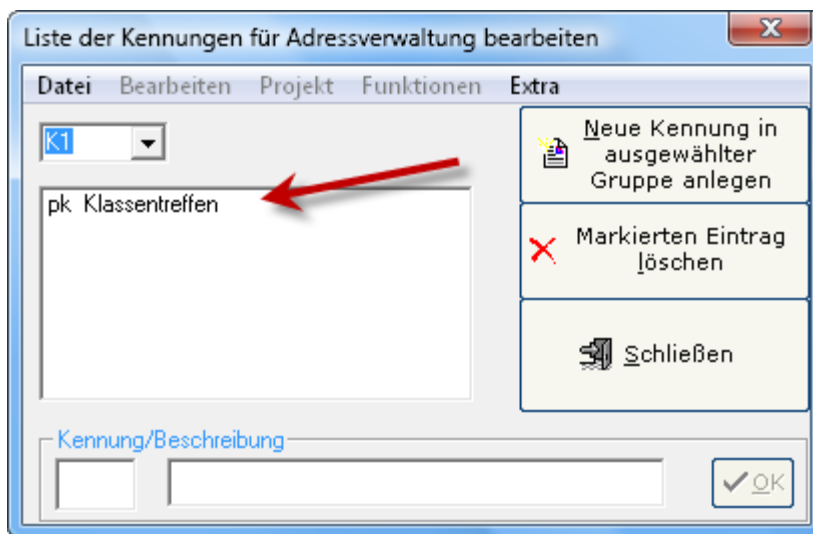 Liste der Kennungen für Adressverwaltung bearbeiten
Datei Bearbeiten Projekt Funktionen Extra
K1
Neue Kennung in
ausgewählter
Gruppe anlegen
pk Klassentreffen
Markierten Eintrag
löschen
Schließen
Kennung/Beschreibung
OK